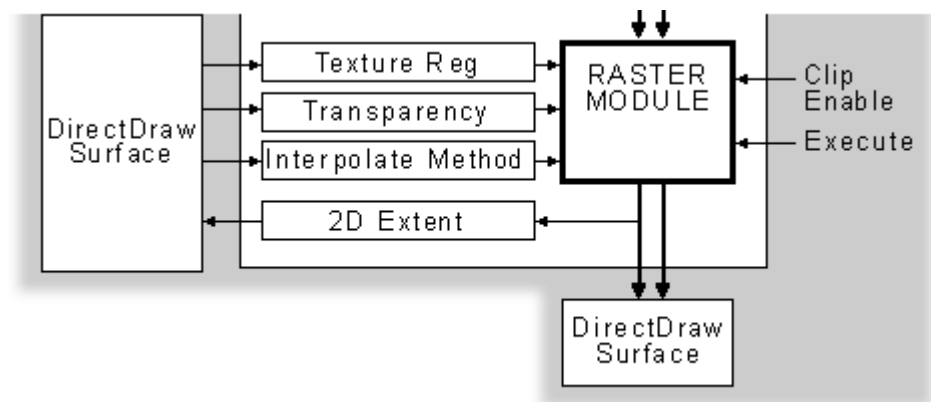 DirectDraw
Surface
Texture Reg
Transparency
Interpolate Method
2D Extent
RASTER
MODULE
Clip
Enable
Execute
DirectDraw
Surface